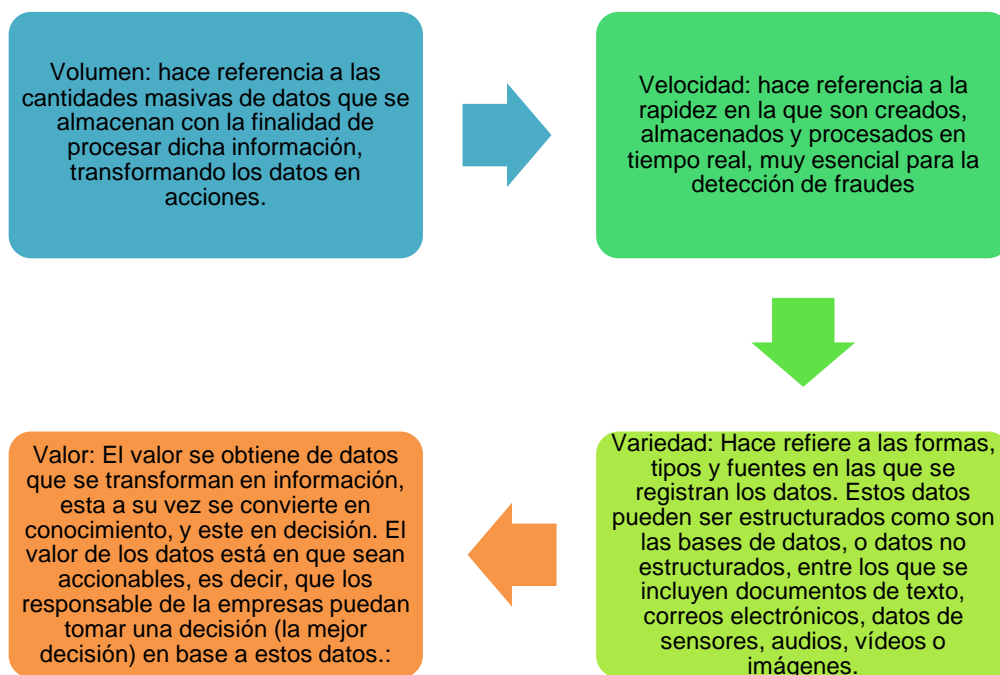 Volumen: hace referencia a las
cantidades masivas de datos que se
almacenan con la finalidad de
procesar dicha información,
transformando los datos en
acciones.
Velocidad: hace referencia a la
rapidez en la que son creados,
almacenados y procesados en
tiempo real, muy esencial para la
detección de fraudes
Variedad: Hace refiere a las formas,
tipos y fuentes en las que se
registran los datos. Estos datos
pueden ser estructurados como son
las bases de datos, o datos no
estructurados, entre los que se
incluyen documentos de texto,
correos electrónicos, datos de
sensores, audios, vídeos o
imágenes.
Valor: El valor se obtiene de datos
que se transforman en información,
esta a su vez se convierte en
conocimiento, y este en decisión. El
valor de los datos está en que sean
accionables, es decir, que los
responsable de la empresas puedan
tomar una decisión (la mejor
decisión) en base a estos datos.: